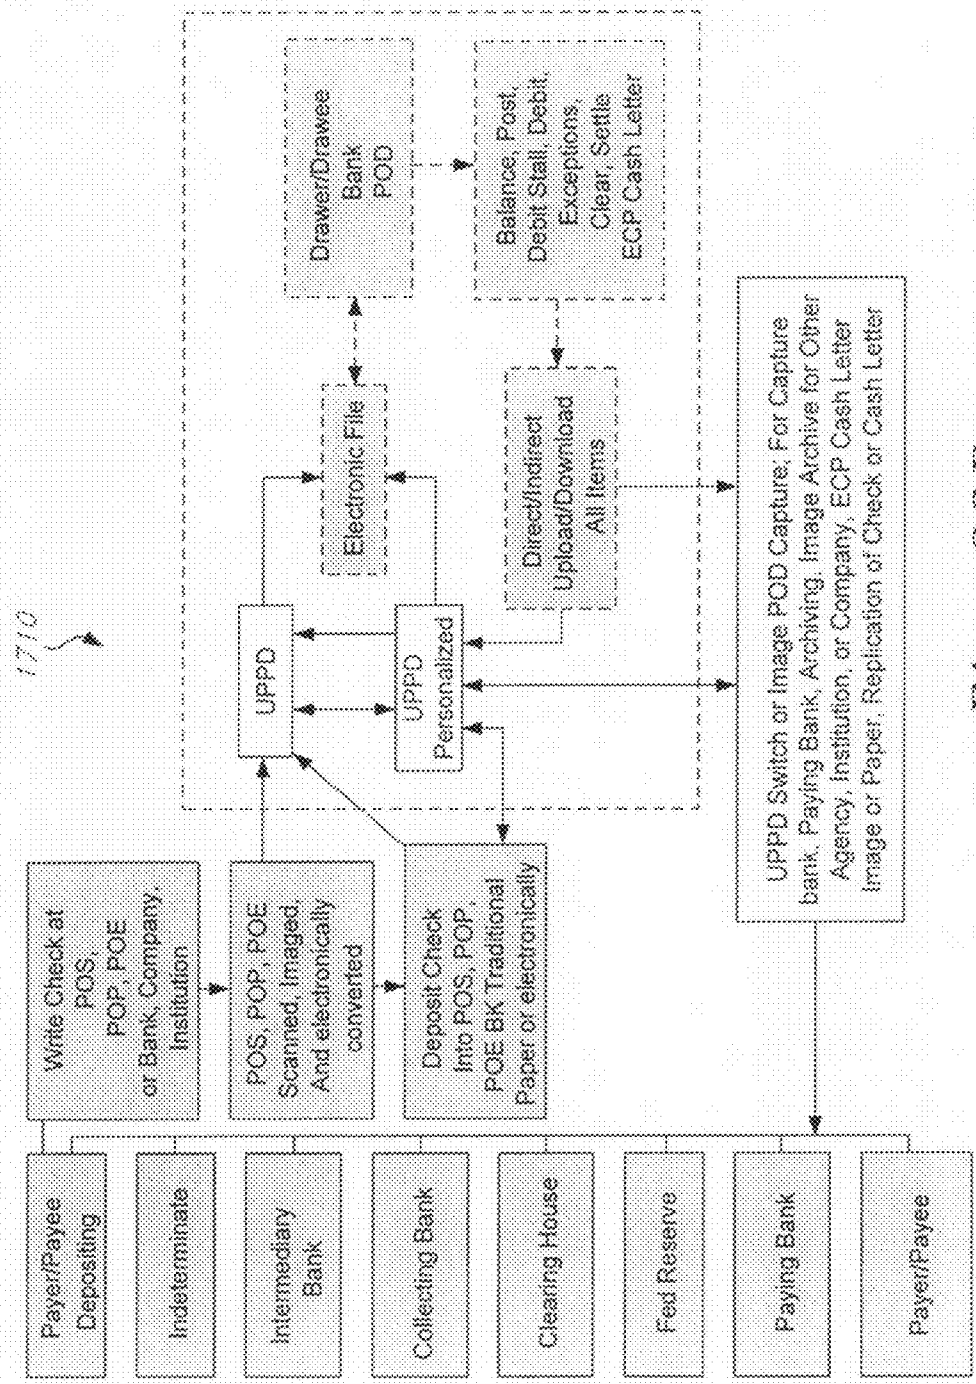 1710
Payer/Payee
Depositing
Indeterminate
Intermediary
Bank
Collecting Bank
Clearing House
Fed Reserve
Paying Bank
Payer/Payee
Write Check at
POS,
POP, POE
or Bank, Company,
Institution
POS, POP, POE
Scanned, Imaged,
And electronically
converted
Deposit Check
Into POS, POP,
POE BK Traditional
Paper or electronically
UPPD
UPPD
Personalized
Electronic File
Drawer/Drawee
Bank
POD
Balance, Post,
Debit Stall, Debit,
Exceptions,
Clear, Settle
ECP Cash Letter
Direct/Indirect
Upload/Download
All Items
UPPD Switch or Image POD Capture; For Capture
bank, Paying Bank, Archiving, Image Archive for Other
Agency, Institution, or Company, ECP Cash Letter
Image or Paper, Replication of Check or Cash Letter